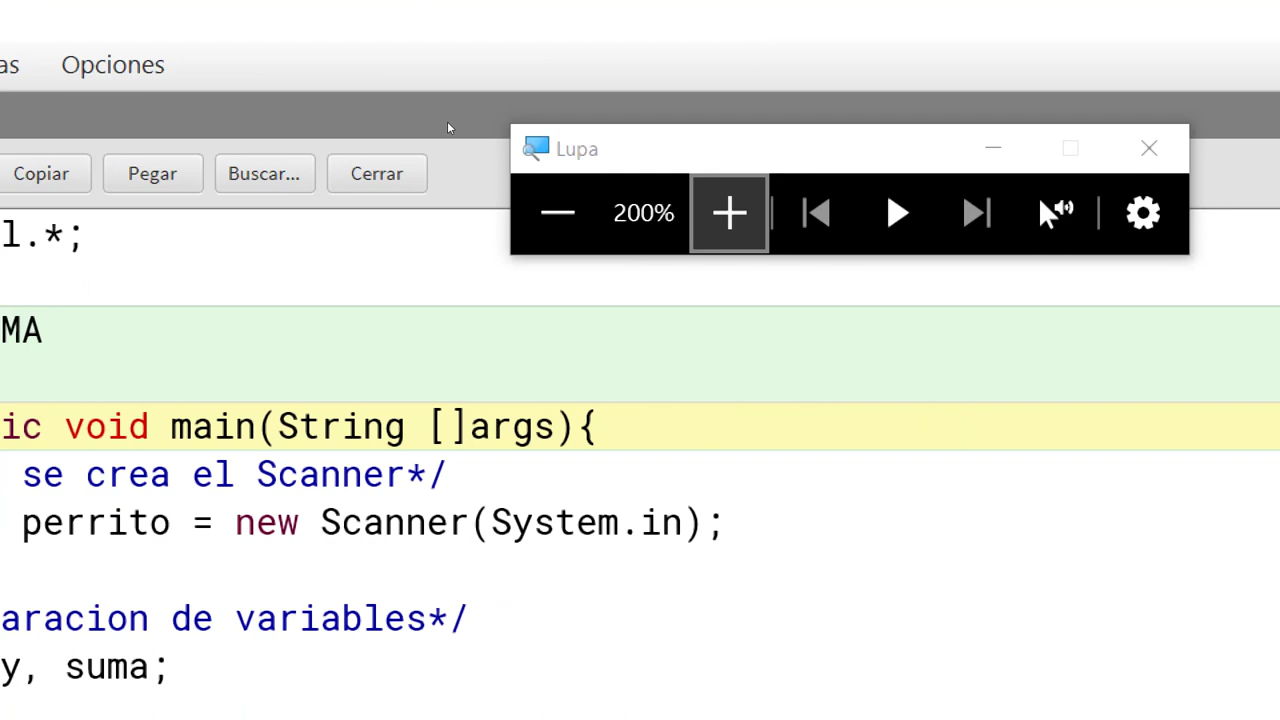 as Opciones
Lupa
Copiar Pegar Buscar... Cerrar
200%
l.*;
MA
ic void main(String []args){
se crea el Scanner*/
perrito = new Scanner(System.in);
aracion de variables*/
y, suma;